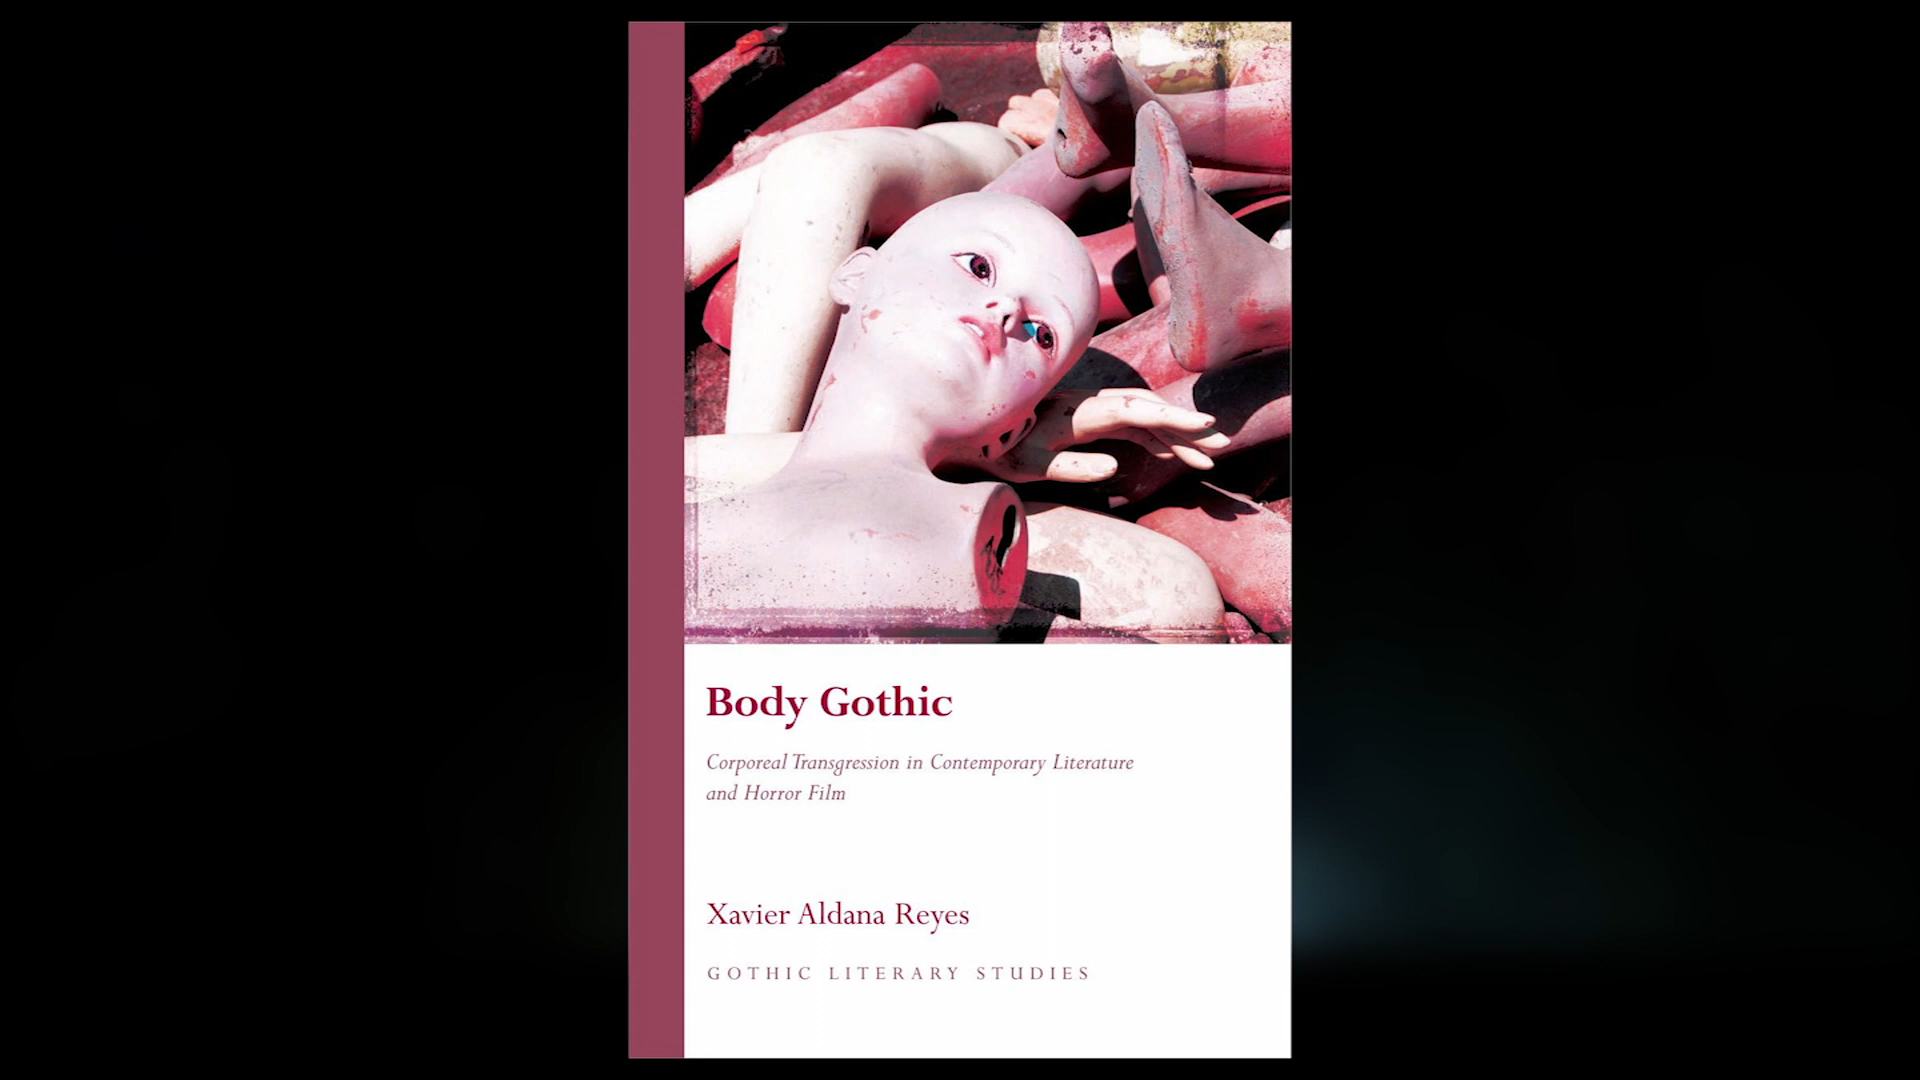 Body Gothic
Corporeal Transgression in Contemporary Literature
and Horror Film
Xavier Aldana Reyes
GOTHIC LITERARY STUDIES